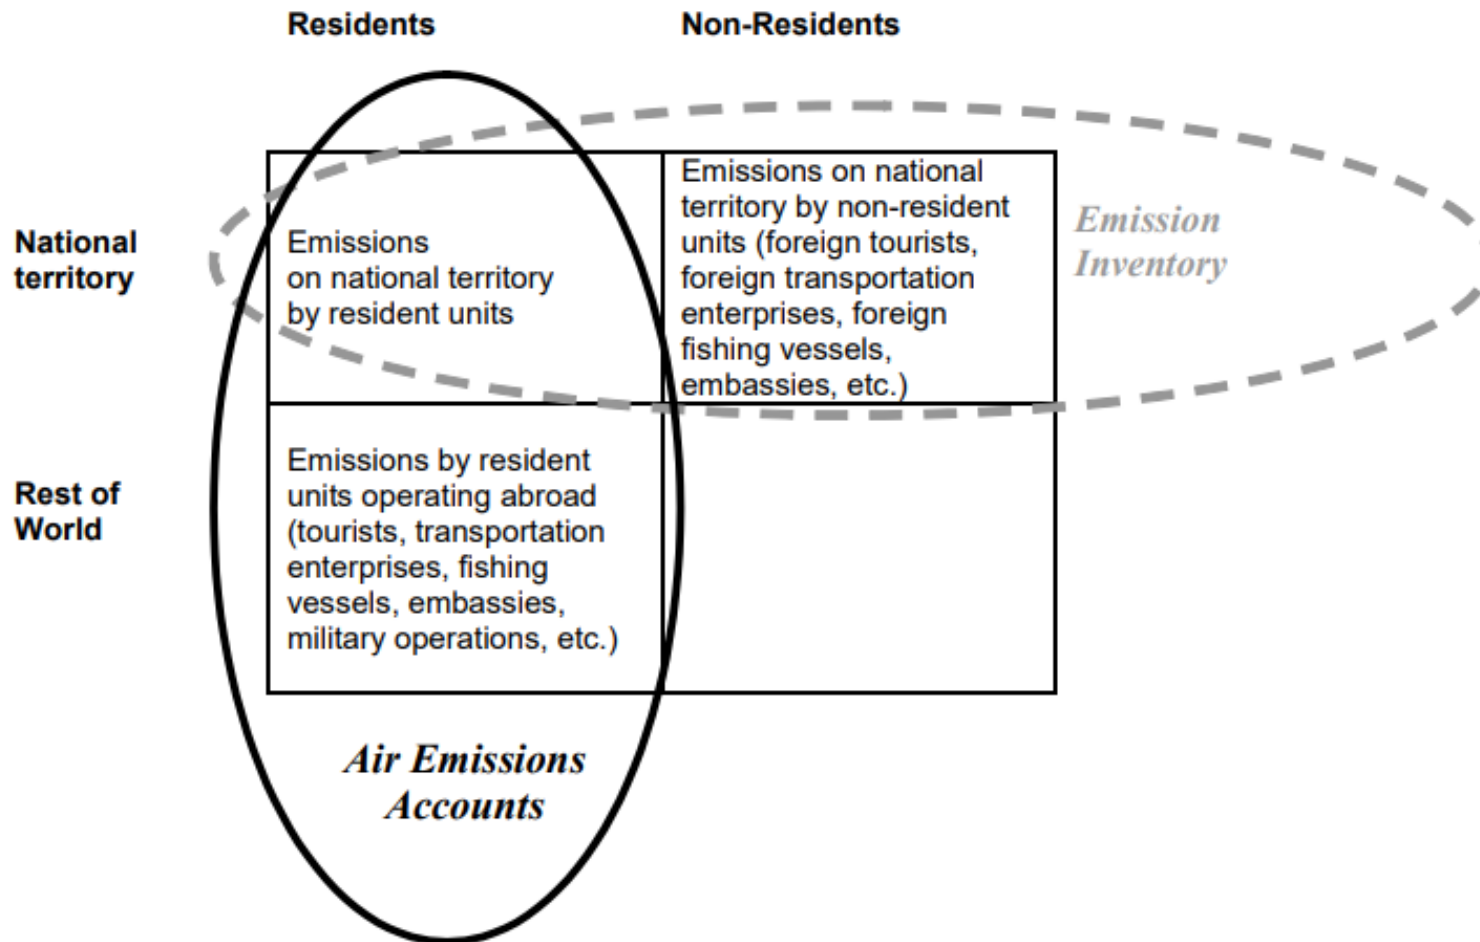 Residents
Non-Residents
National
territory
Emissions
on national territory
by resident units
Emissions on national
territory by non-resident
units (foreign tourists,
foreign transportation
enterprises, foreign
fishing vessels,
embassies, etc.)
Emission
Inventory
Rest of
World
Emissions by resident
units operating abroad
(tourists, transportation
enterprises, fishing
vessels, embassies,
military operations, etc.)
Air Emissions
Accounts